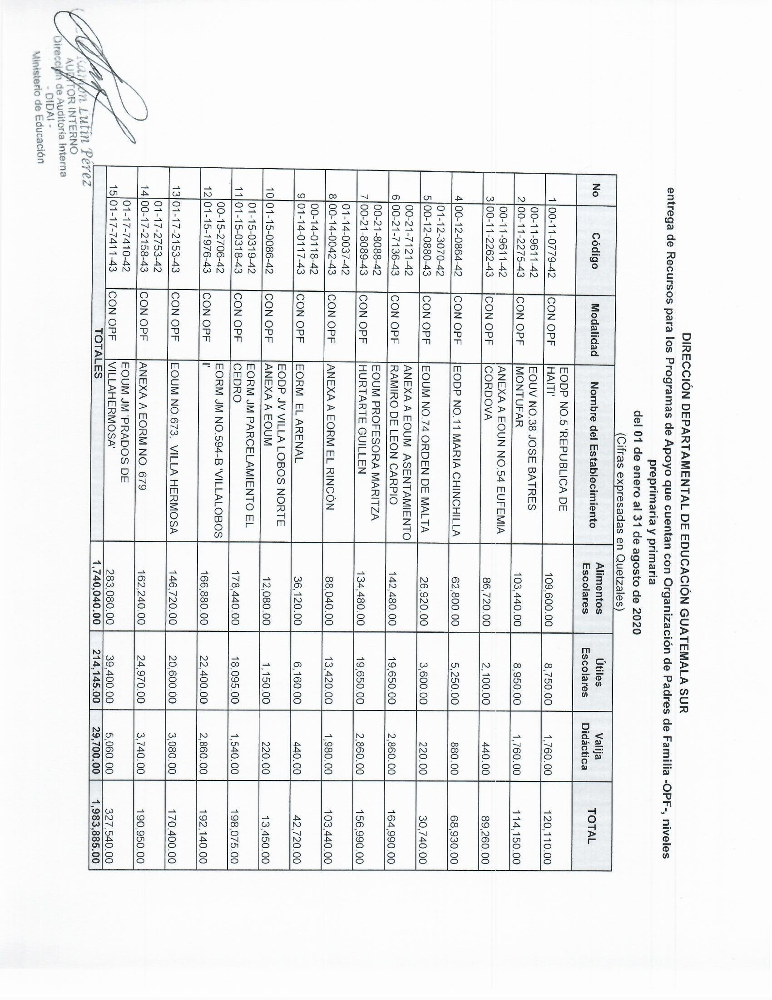 DIRECCIÓN DEPARTAMENTAL DE EDUCACIÓN GUATEMALA SUR
entrega de Recursos para los Programas de Apoyo que cuentan con Organización de Padres de Familia -OPF-, niveles
preprimaria y primaria
del 01 de enero al 31 de agosto de 2020
(Cifras expresadas en Quetzales)
No Código Modalidad Nombre del Establecimiento Alimentos Escolares Útiles Escolares Valija Didáctica TOTAL
EODP NO.5 'REPUBLICA DE
1 00-11-0779-42 CON OPF HAITI' 109,600.00 8,750.00 1,760.00 120,110.00
00-11-9611-42 EOUV NO.38 JOSE BATRES
2 00-11-2275-43 CON OPF MONTUFAR 103,440.00 8,950.00 1,760.00 114,150.00
00-11-9611-42 ANEXA A EOUN NO.54 EUFEMIA
3 00-11-2262-43 CON OPF CORDOVA 86,720.00 2,100.00 440.00 89,260.00
4 00-12-0864-42 CON OPF EODP NO.11 MARIA CHINCHILLA 62,800.00 5,250.00 880.00 68,930.00
01-12-3070-42
5 00-12-0880-43 CON OPF EOUM NO.74 ORDEN DE MALTA 26,920.00 3,600.00 220.00 30,740.00
00-21-7121-42 ANEXA A EOUM ASENTAMIENTO
6 00-21-7136-43 CON OPF RAMIRO DE LEON CARPIO 142,480.00 19,650.00 2,860.00 164,990.00
00-21-8088-42 EOUM PROFESORA MARITZA
7 00-21-8089-43 CON OPF HURTARTE GUILLEN 134,480.00 19,650.00 2,860.00 156,990.00
01-14-0037-42
8 00-14-0042-43 CON OPF ANEXA A EORM EL RINCÓN 88,040.00 13,420.00 1,980.00 103,440.00
00-14-0118-42
9 01-14-0117-43 CON OPF EORM EL ARENAL 36,120.00 6,160.00 440.00 42,720.00
EODP JV VILLA LOBOS NORTE
10 01-15-0086-42 CON OPF ANEXA A EOUM 12,080.00 1,150.00 220.00 13,450.00
01-15-0319-42 EORM JM PARCELAMIENTO EL
11 01-15-0318-43 CON OPF CEDRO 178,440.00 18,095.00 1,540.00 198,075.00
00-15-2706-42 EORM JM NO.594-B 'VILLALOBOS
12 01-15-1976-43 CON OPF I' 166,880.00 22,400.00 2,860.00 192,140.00
13 01-17-2153-43 CON OPF EOUM NO.673, VILLA HERMOSA 146,720.00 20,600.00 3,080.00 170,400.00
01-17-2753-42
14 00-17-2158-43 CON OPF ANEXA A EORM NO. 679 162,240.00 24,970.00 3,740.00 190,950.00
01-17-7410-42 EOUM JM 'PRADOS DE
15 01-17-7411-43 CON OPF VILLAHERMOSA' 283,080.00 39,400.00 5,060.00 327,540.00
TOTALES 1,740,040.00 214,145.00 29,700.00 1,983,885.00
Ramón Lutín Pérez
AUDITOR INTERNO
Dirección de Auditoría Interna
- DIDAI -
Ministerio de Educación